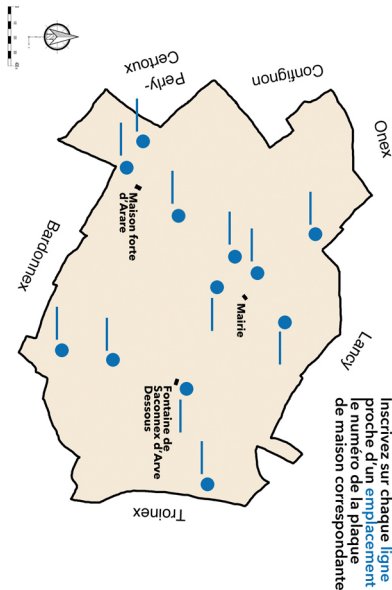 Inscrivez sur chaque ligne
proche d'un emplacement
le numéro de la plaque
de maison correspondante
Onex
Confignon
Perly-
Certoux
Lancy
Mairie
Maison forte
d'Arare
Bardonnex
Fontaine de
Saconnex d'Arve
Dessous
Troinex